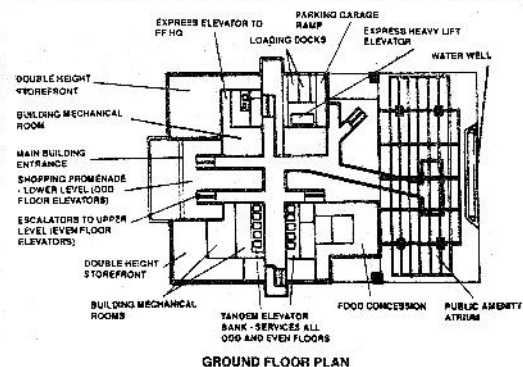 EXPRESS ELEVATOR TO
FF HQ
PARKING GARAGE
RAMP
LOADING DOCKS
EXPRESS HEAVY LIFT
ELEVATOR
WATER WELL
DOUBLE HEIGHT
STOREFRONT
BUILDING MECHANICAL
ROOM
MAIN BUILDING
ENTRANCE
SHOPPING PROMENADE
- LOWER LEVEL (ODD
FLOOR ELEVATORS)
ESCALATORS TO UPPER
LEVEL (EVEN FLOOR
ELEVATORS)
DOUBLE HEIGHT
STOREFRONT
BUILDING MECHANICAL
ROOMS
TANDEM ELEVATOR
BANK - SERVICES ALL
ODD AND EVEN FLOORS
FOOD CONCESSION
PUBLIC AMENITY
ATRIUM
GROUND FLOOR PLAN